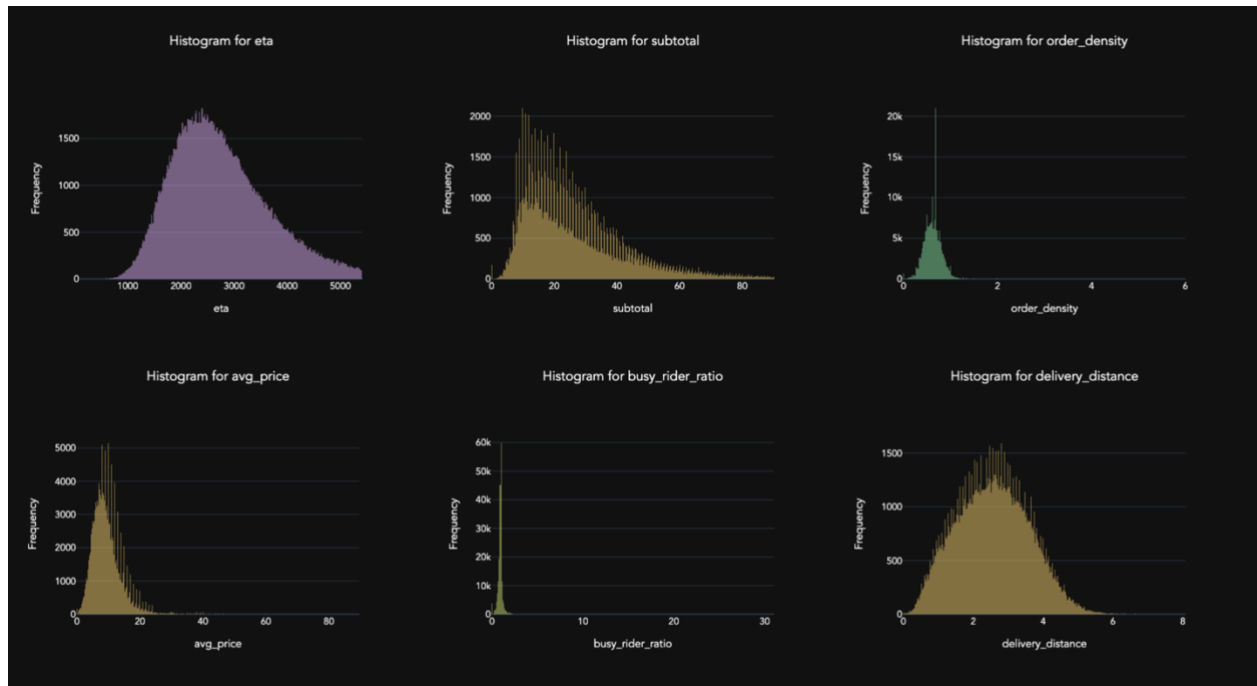 Histogram for eta
Frequency
1500
1000
500
0
1000 2000 3000 4000 5000
eta
Histogram for subtotal
Frequency
2000
1500
1000
500
0
0 20 40 60 80
subtotal
Histogram for order_density
Frequency
20k
15k
10k
5k
0
0 2 4 6
order_density
Histogram for avg_price
Frequency
5000
4000
3000
2000
1000
0
0 20 40 60 80
avg_price
Histogram for busy_rider_ratio
Frequency
60k
50k
40k
30k
20k
10k
0
0 10 20 30
busy_rider_ratio
Histogram for delivery_distance
Frequency
1500
1000
500
0
0 2 4 6 8
delivery_distance